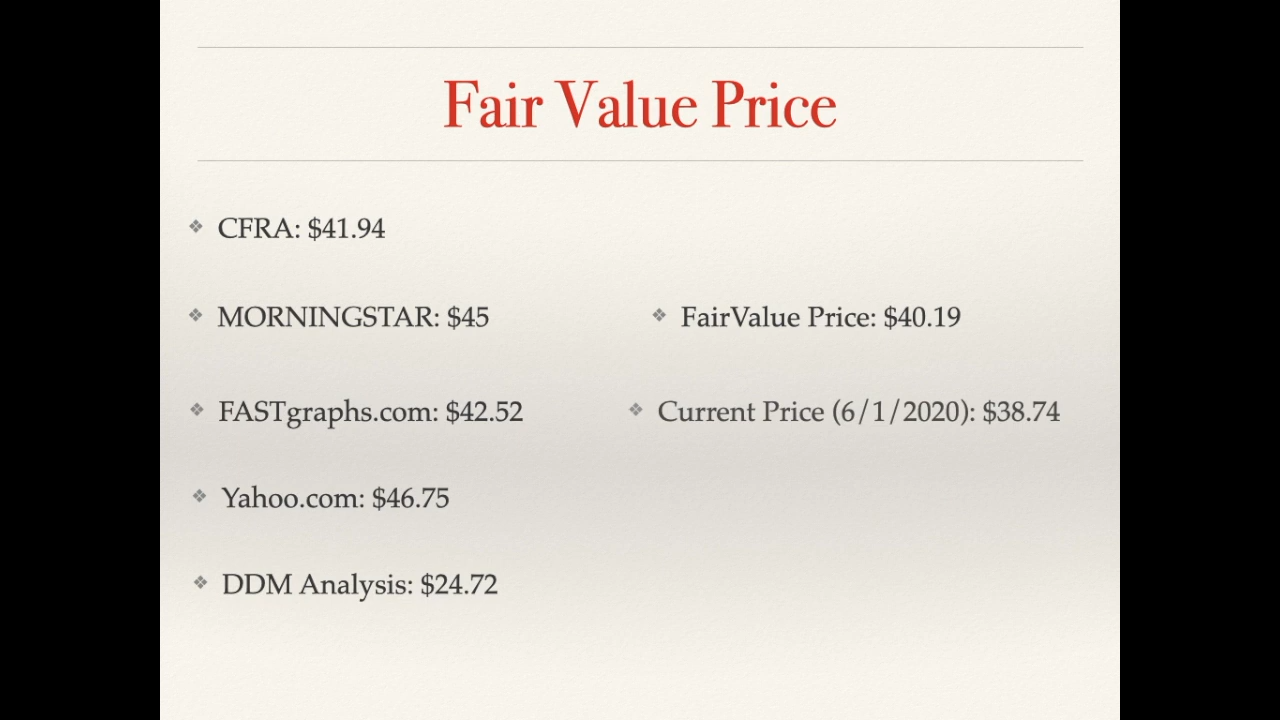 Fair Value Price
❖ CFRA: $41.94
❖ MORNINGSTAR: $45
❖ FASTgraphs.com: $42.52
❖ Yahoo.com: $46.75
❖ DDM Analysis: $24.72
❖ FairValue Price: $40.19
❖ Current Price (6/1/2020): $38.74